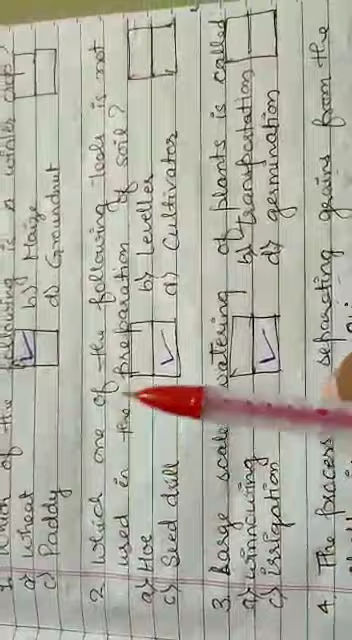 1. Which of the following is a winter crop?
a) Wheat b) Maize
c) Paddy d) Groundnut
2. Which one of the following tools is not
used in the preparation of soil?
a) Hoe b) Leveller
c) Seed drill d) Cultivator
3. Large scale watering of plants is called
a) winnowing b) Transportation
c) irrigation d) germination
4. The process separating grains from the